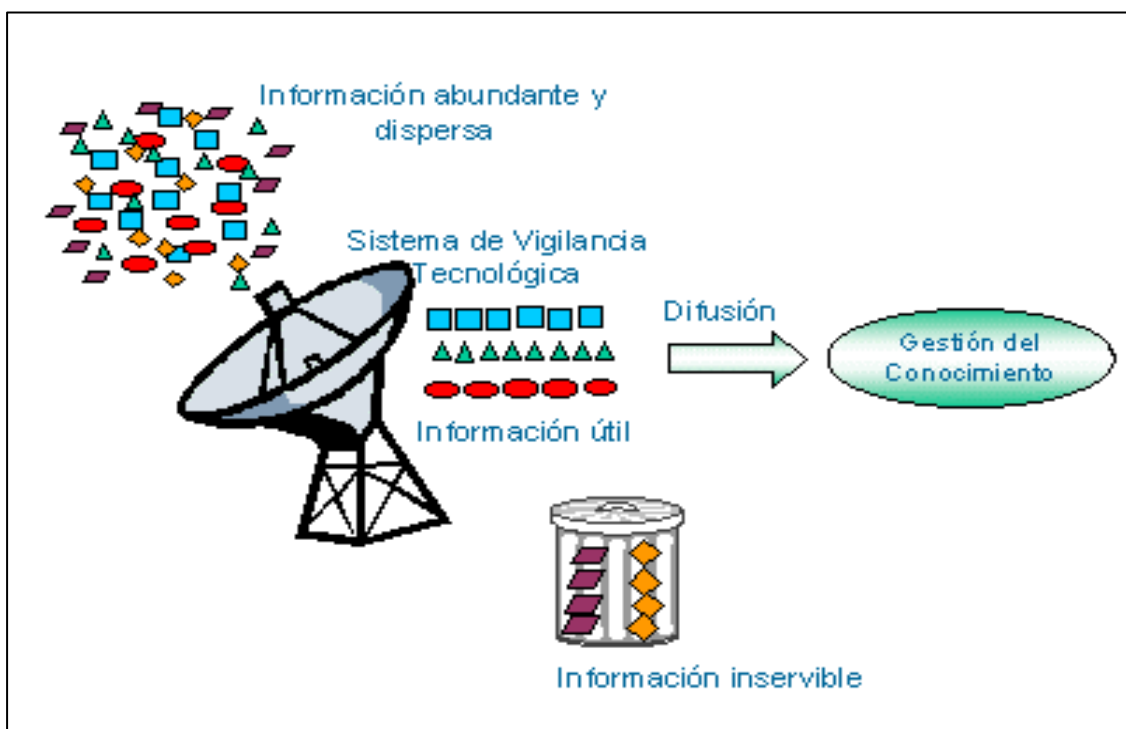 Información abundante y
dispersa
Sistema de Vigilancia
Tecnológica
Difusión
Gestión del
Conocimiento
Información útil
Información inservible